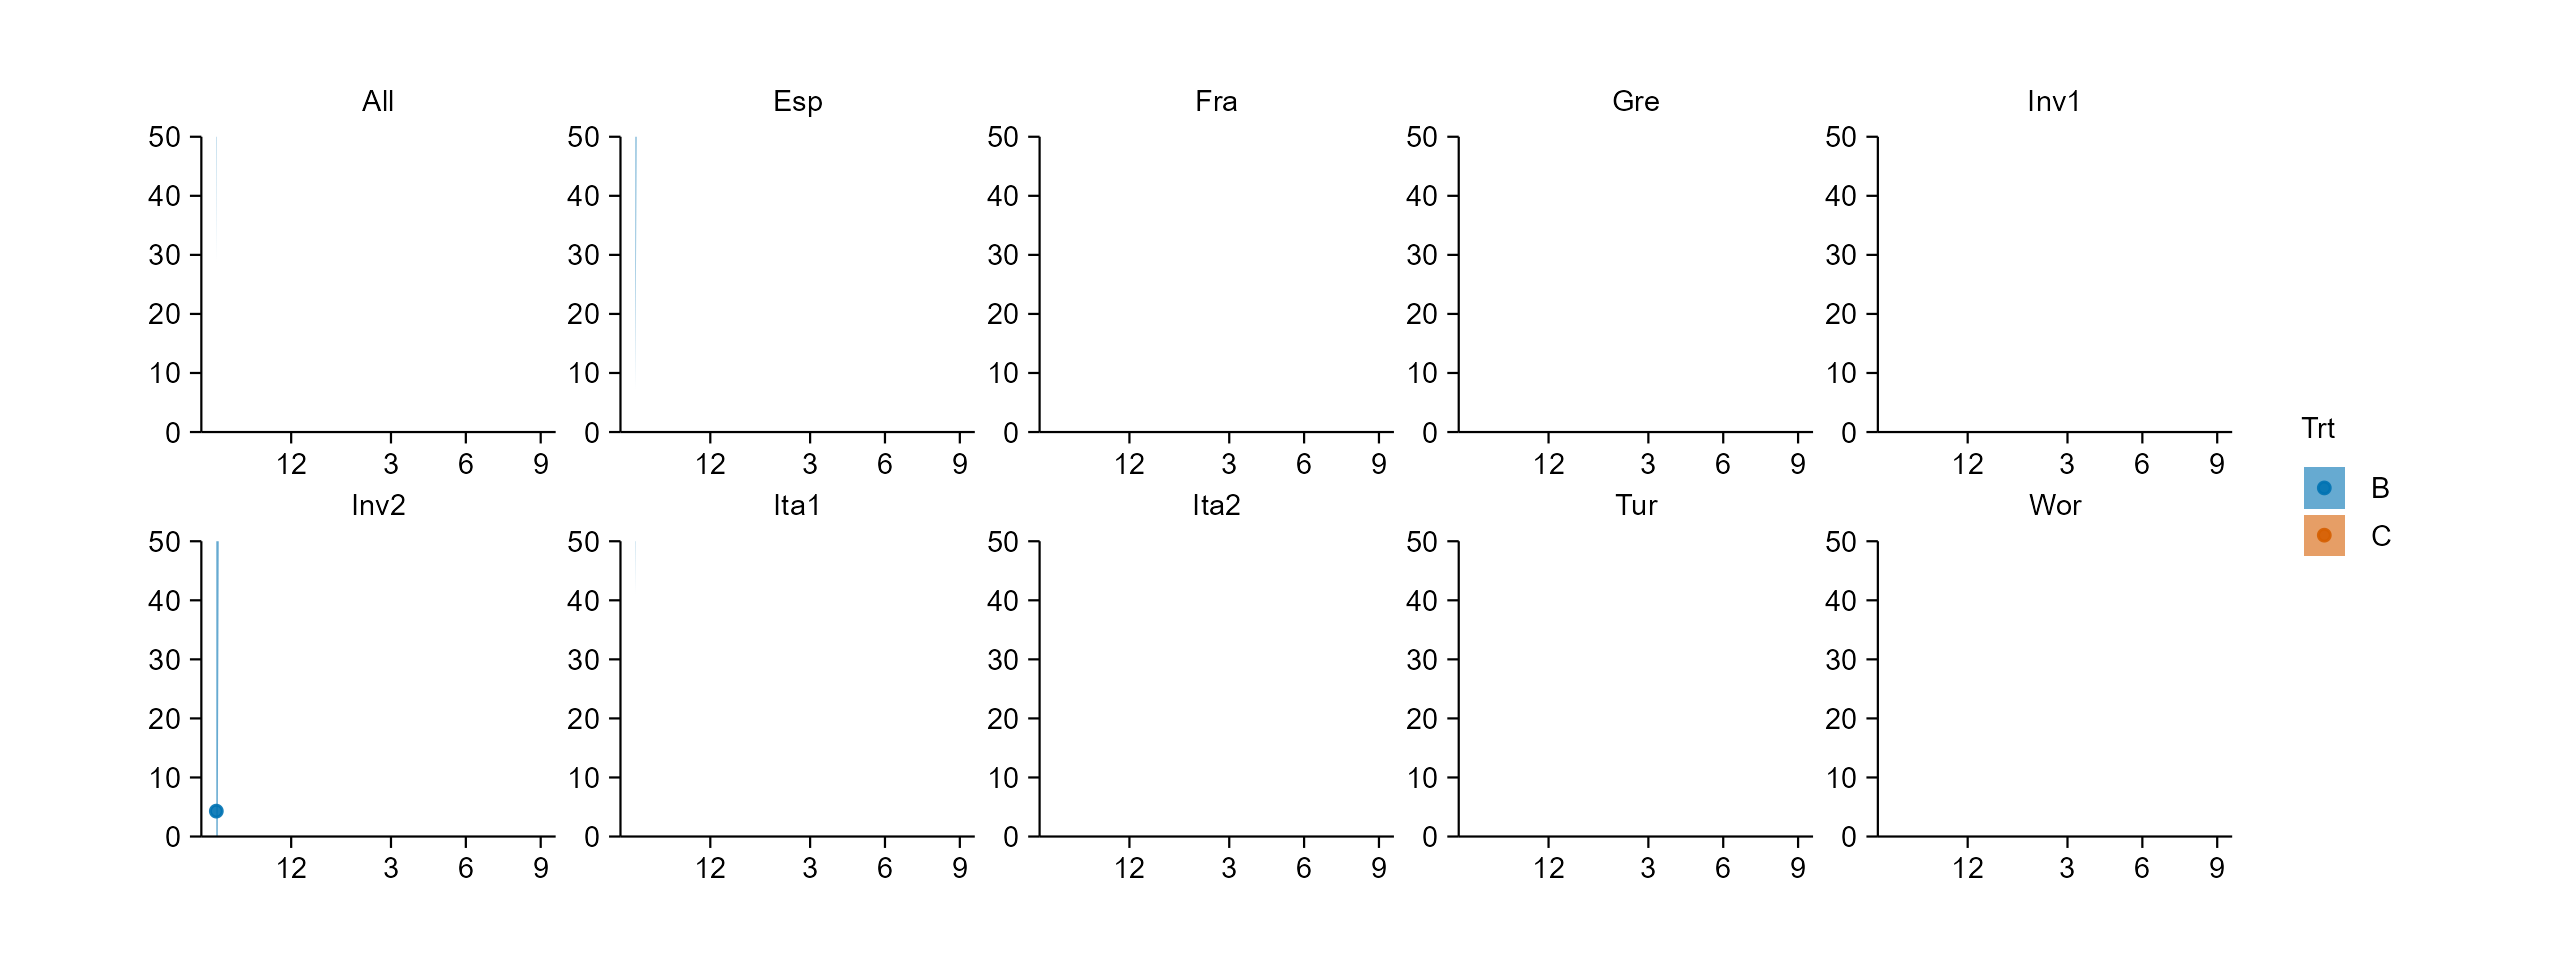 All Esp Fra Gre Inv1
50 50 50 50 50
40 40 40 40 40
30 30 30 30 30
20 20 20 20 20
10 10 10 10 10
0 0 0 0 0
12 3 6 9 12 3 6 9 12 3 6 9 12 3 6 9 12 3 6 9
Inv2 Ita1 Ita2 Tur Wor
50 50 50 50 50
40 40 40 40 40
30 30 30 30 30
20 20 20 20 20
10 10 10 10 10
0 0 0 0 0
12 3 6 9 12 3 6 9 12 3 6 9 12 3 6 9 12 3 6 9
Trt
B
C